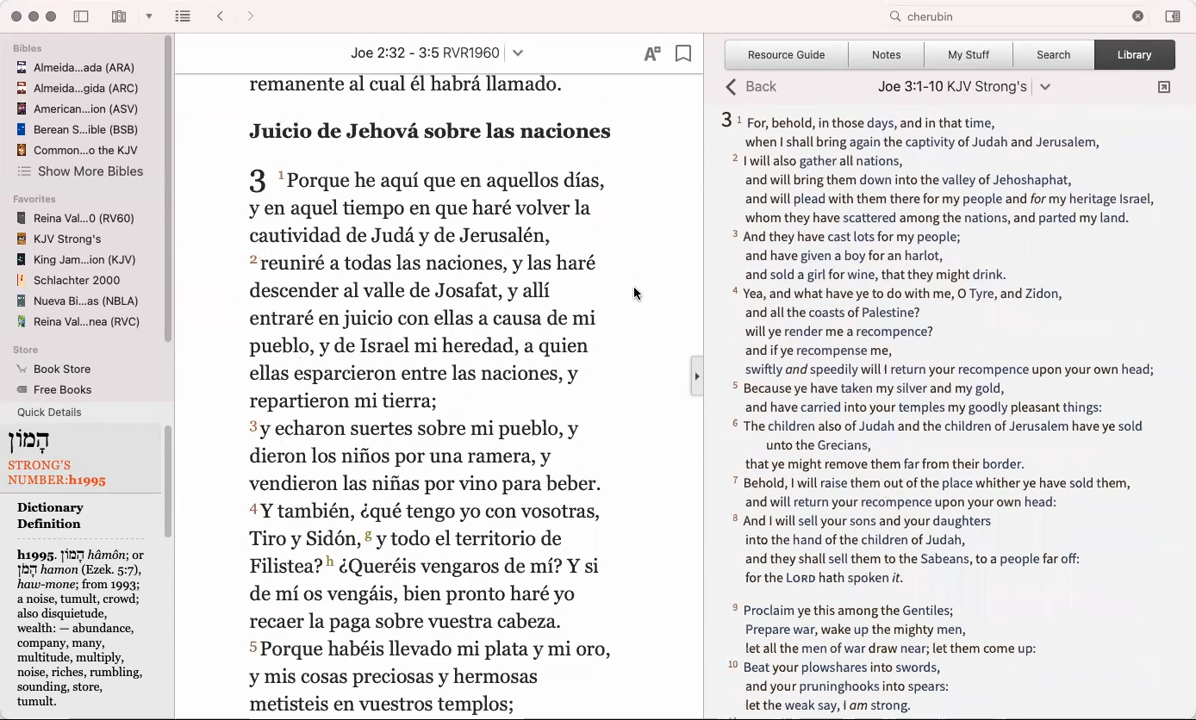 cherubin
Bibles
Almeida...ada (ARA)
Almeida...gida (ARC)
American...ion (ASV)
Berean S...ible (BSB)
Common...o the KJV
Show More Bibles
Favorites
Reina Val...0 (RV60)
KJV Strong's
King Jam...ion (KJV)
Schlachter 2000
Nueva Bi...as (NBLA)
Reina Val...nea (RVC)
Store
Book Store
Free Books
Quick Details
הָמוֹן
STRONG'S
NUMBER:h1995
Dictionary
Definition
h1995. הָמוֹן hâmôn; or
הָמֹן hamon (Ezek. 5:7),
haw-mone; from 1993;
a noise, tumult, crowd;
also disquietude,
wealth: — abundance,
company, many,
multitude, multiply,
noise, riches, rumbling,
sounding, store,
tumult.
Joe 2:32 - 3:5 RVR1960
remanente al cual él habrá llamado.
Juicio de Jehová sobre las naciones
3 1 Porque he aquí que en aquellos días,
y en aquel tiempo en que haré volver la
cautividad de Judá y de Jerusalén,
2 reuniré a todas las naciones, y las haré
descender al valle de Josafat, y allí
entraré en juicio con ellas a causa de mi
pueblo, y de Israel mi heredad, a quien
ellas esparcieron entre las naciones, y
repartieron mi tierra;
3 y echaron suertes sobre mi pueblo, y
dieron los niños por una ramera, y
vendieron las niñas por vino para beber.
4 Y también, ¿qué tengo yo con vosotras,
Tiro y Sidón, g y todo el territorio de
Filistea? h ¿Queréis vengaros de mí? Y si
de mí os vengáis, bien pronto haré yo
recaer la paga sobre vuestra cabeza.
5 Porque habéis llevado mi plata y mi oro,
y mis cosas preciosas y hermosas
metisteis en vuestros templos;
Resource Guide
Notes
My Stuff
Search
Library
Back
Joe 3:1-10 KJV Strong's
3 1 For, behold, in those days, and in that time,
when I shall bring again the captivity of Judah and Jerusalem,
2 I will also gather all nations,
and will bring them down into the valley of Jehoshaphat,
and will plead with them there for my people and for my heritage Israel,
whom they have scattered among the nations, and parted my land.
3 And they have cast lots for my people;
and have given a boy for an harlot,
and sold a girl for wine, that they might drink.
4 Yea, and what have ye to do with me, O Tyre, and Zidon,
and all the coasts of Palestine?
will ye render me a recompence?
and if ye recompense me,
swiftly and speedily will I return your recompence upon your own head;
5 Because ye have taken my silver and my gold,
and have carried into your temples my goodly pleasant things:
6 The children also of Judah and the children of Jerusalem have ye sold
unto the Grecians,
that ye might remove them far from their border.
7 Behold, I will raise them out of the place whither ye have sold them,
and will return your recompence upon your own head:
8 And I will sell your sons and your daughters
into the hand of the children of Judah,
and they shall sell them to the Sabeans, to a people far off:
for the LORD hath spoken it.
9 Proclaim ye this among the Gentiles;
Prepare war, wake up the mighty men,
let all the men of war draw near; let them come up:
10 Beat your plowshares into swords,
and your pruninghooks into spears:
let the weak say, I am strong.